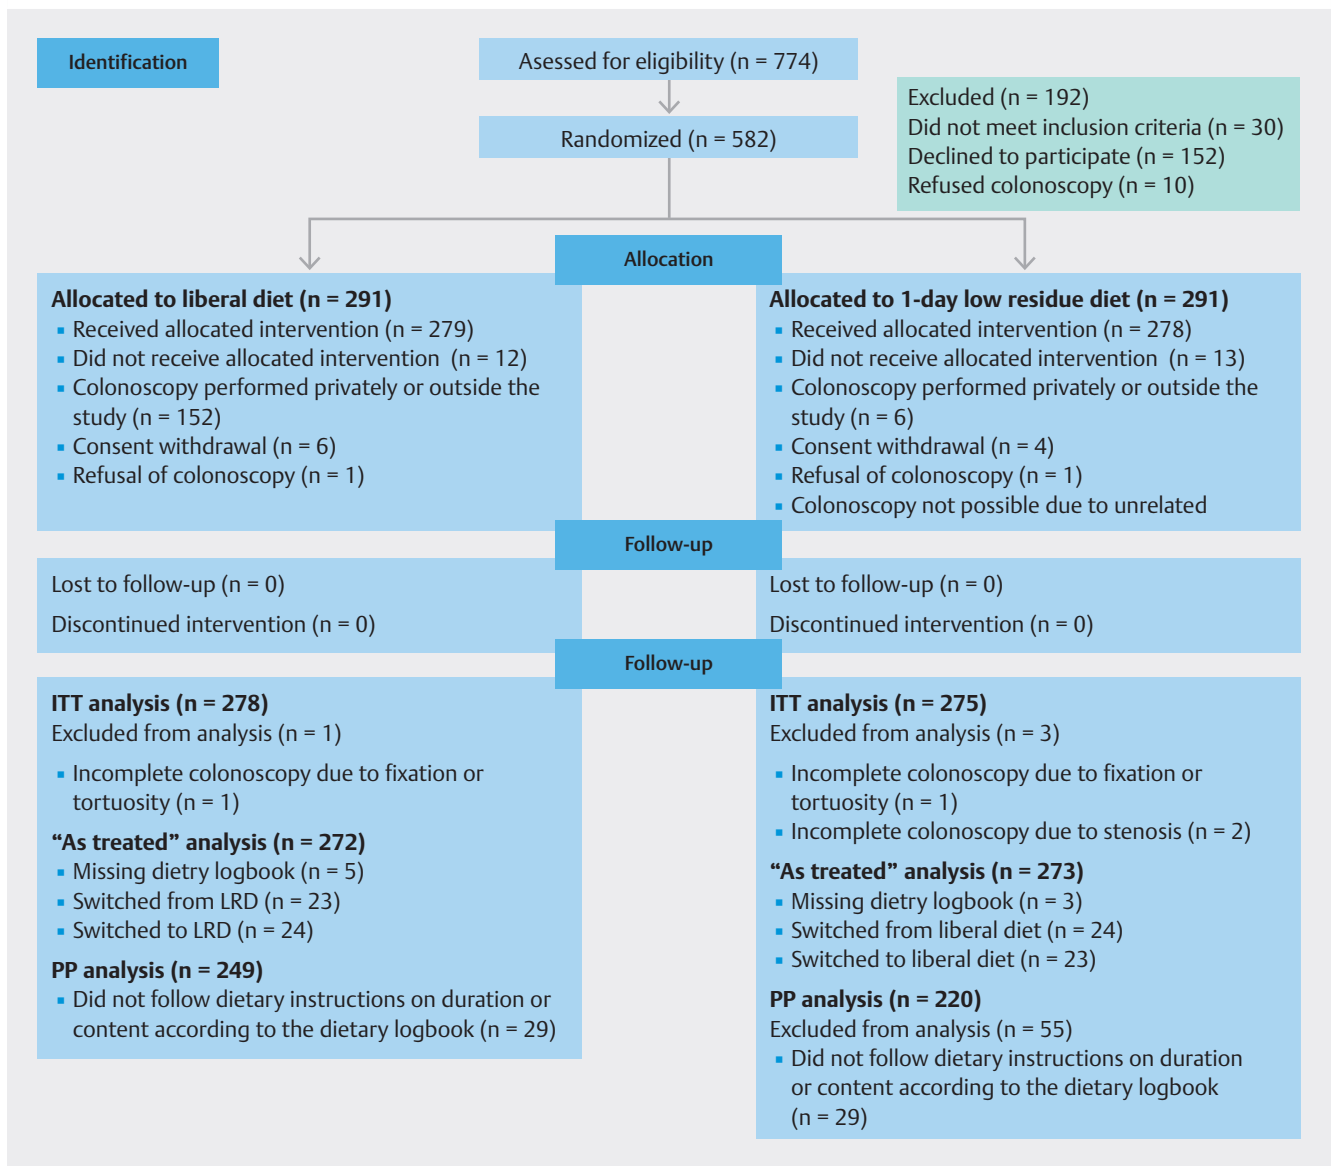 Identification
Asessed for eligibility (n = 774)
Randomized (n = 582)
Excluded (n = 192)
Did not meet inclusion criteria (n = 30)
Declined to participate (n = 152)
Refused colonoscopy (n = 10)
Allocation
Allocated to liberal diet (n = 291)
▪ Received allocated intervention (n = 279)
▪ Did not receive allocated intervention (n = 12)
▪ Colonoscopy performed privately or outside the
study (n = 152)
▪ Consent withdrawal (n = 6)
▪ Refusal of colonoscopy (n = 1)
Allocated to 1-day low residue diet (n = 291)
▪ Received allocated intervention (n = 278)
▪ Did not receive allocated intervention (n = 13)
▪ Colonoscopy performed privately or outside the
study (n = 6)
▪ Consent withdrawal (n = 4)
▪ Refusal of colonoscopy (n = 1)
▪ Colonoscopy not possible due to unrelated
Follow-up
Lost to follow-up (n = 0)
Discontinued intervention (n = 0)
Lost to follow-up (n = 0)
Discontinued intervention (n = 0)
Follow-up
ITT analysis (n = 278)
Excluded from analysis (n = 1)
▪ Incomplete colonoscopy due to fixation or
tortuosity (n = 1)
“As treated” analysis (n = 272)
▪ Missing dietry logbook (n = 5)
▪ Switched from LRD (n = 23)
▪ Switched to LRD (n = 24)
PP analysis (n = 249)
▪ Did not follow dietary instructions on duration or
content according to the dietary logbook (n = 29)
ITT analysis (n = 275)
Excluded from analysis (n = 3)
▪ Incomplete colonoscopy due to fixation or
tortuosity (n = 1)
▪ Incomplete colonoscopy due to stenosis (n = 2)
“As treated” analysis (n = 273)
▪ Missing dietry logbook (n = 3)
▪ Switched from liberal diet (n = 24)
▪ Switched to liberal diet (n = 23)
PP analysis (n = 220)
Excluded from analysis (n = 55)
▪ Did not follow dietary instructions on duration
or content according to the dietary logbook
(n = 29)